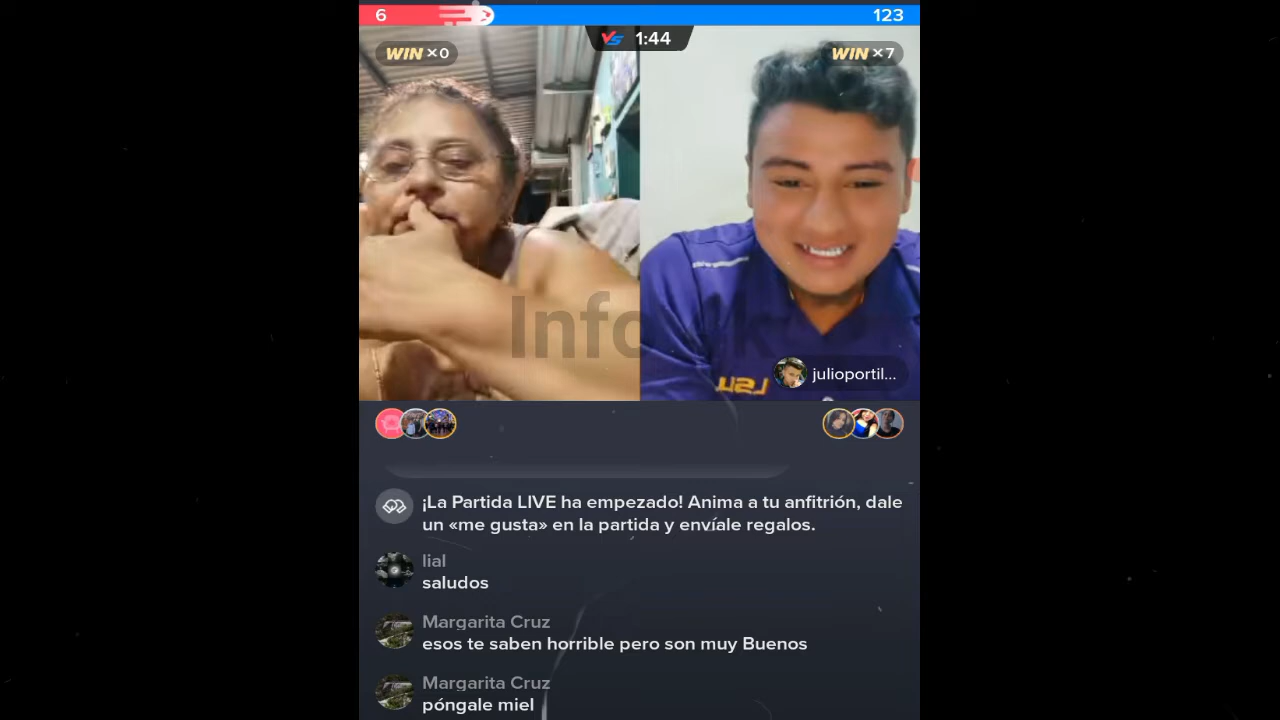 6
123
VS 1:44
WIN ×0
WIN ×7
julioportil...
¡La Partida LIVE ha empezado! Anima a tu anfitrión, dale
un «me gusta» en la partida y envíale regalos.
lial
saludos
Margarita Cruz
esos te saben horrible pero son muy Buenos
Margarita Cruz
póngale miel